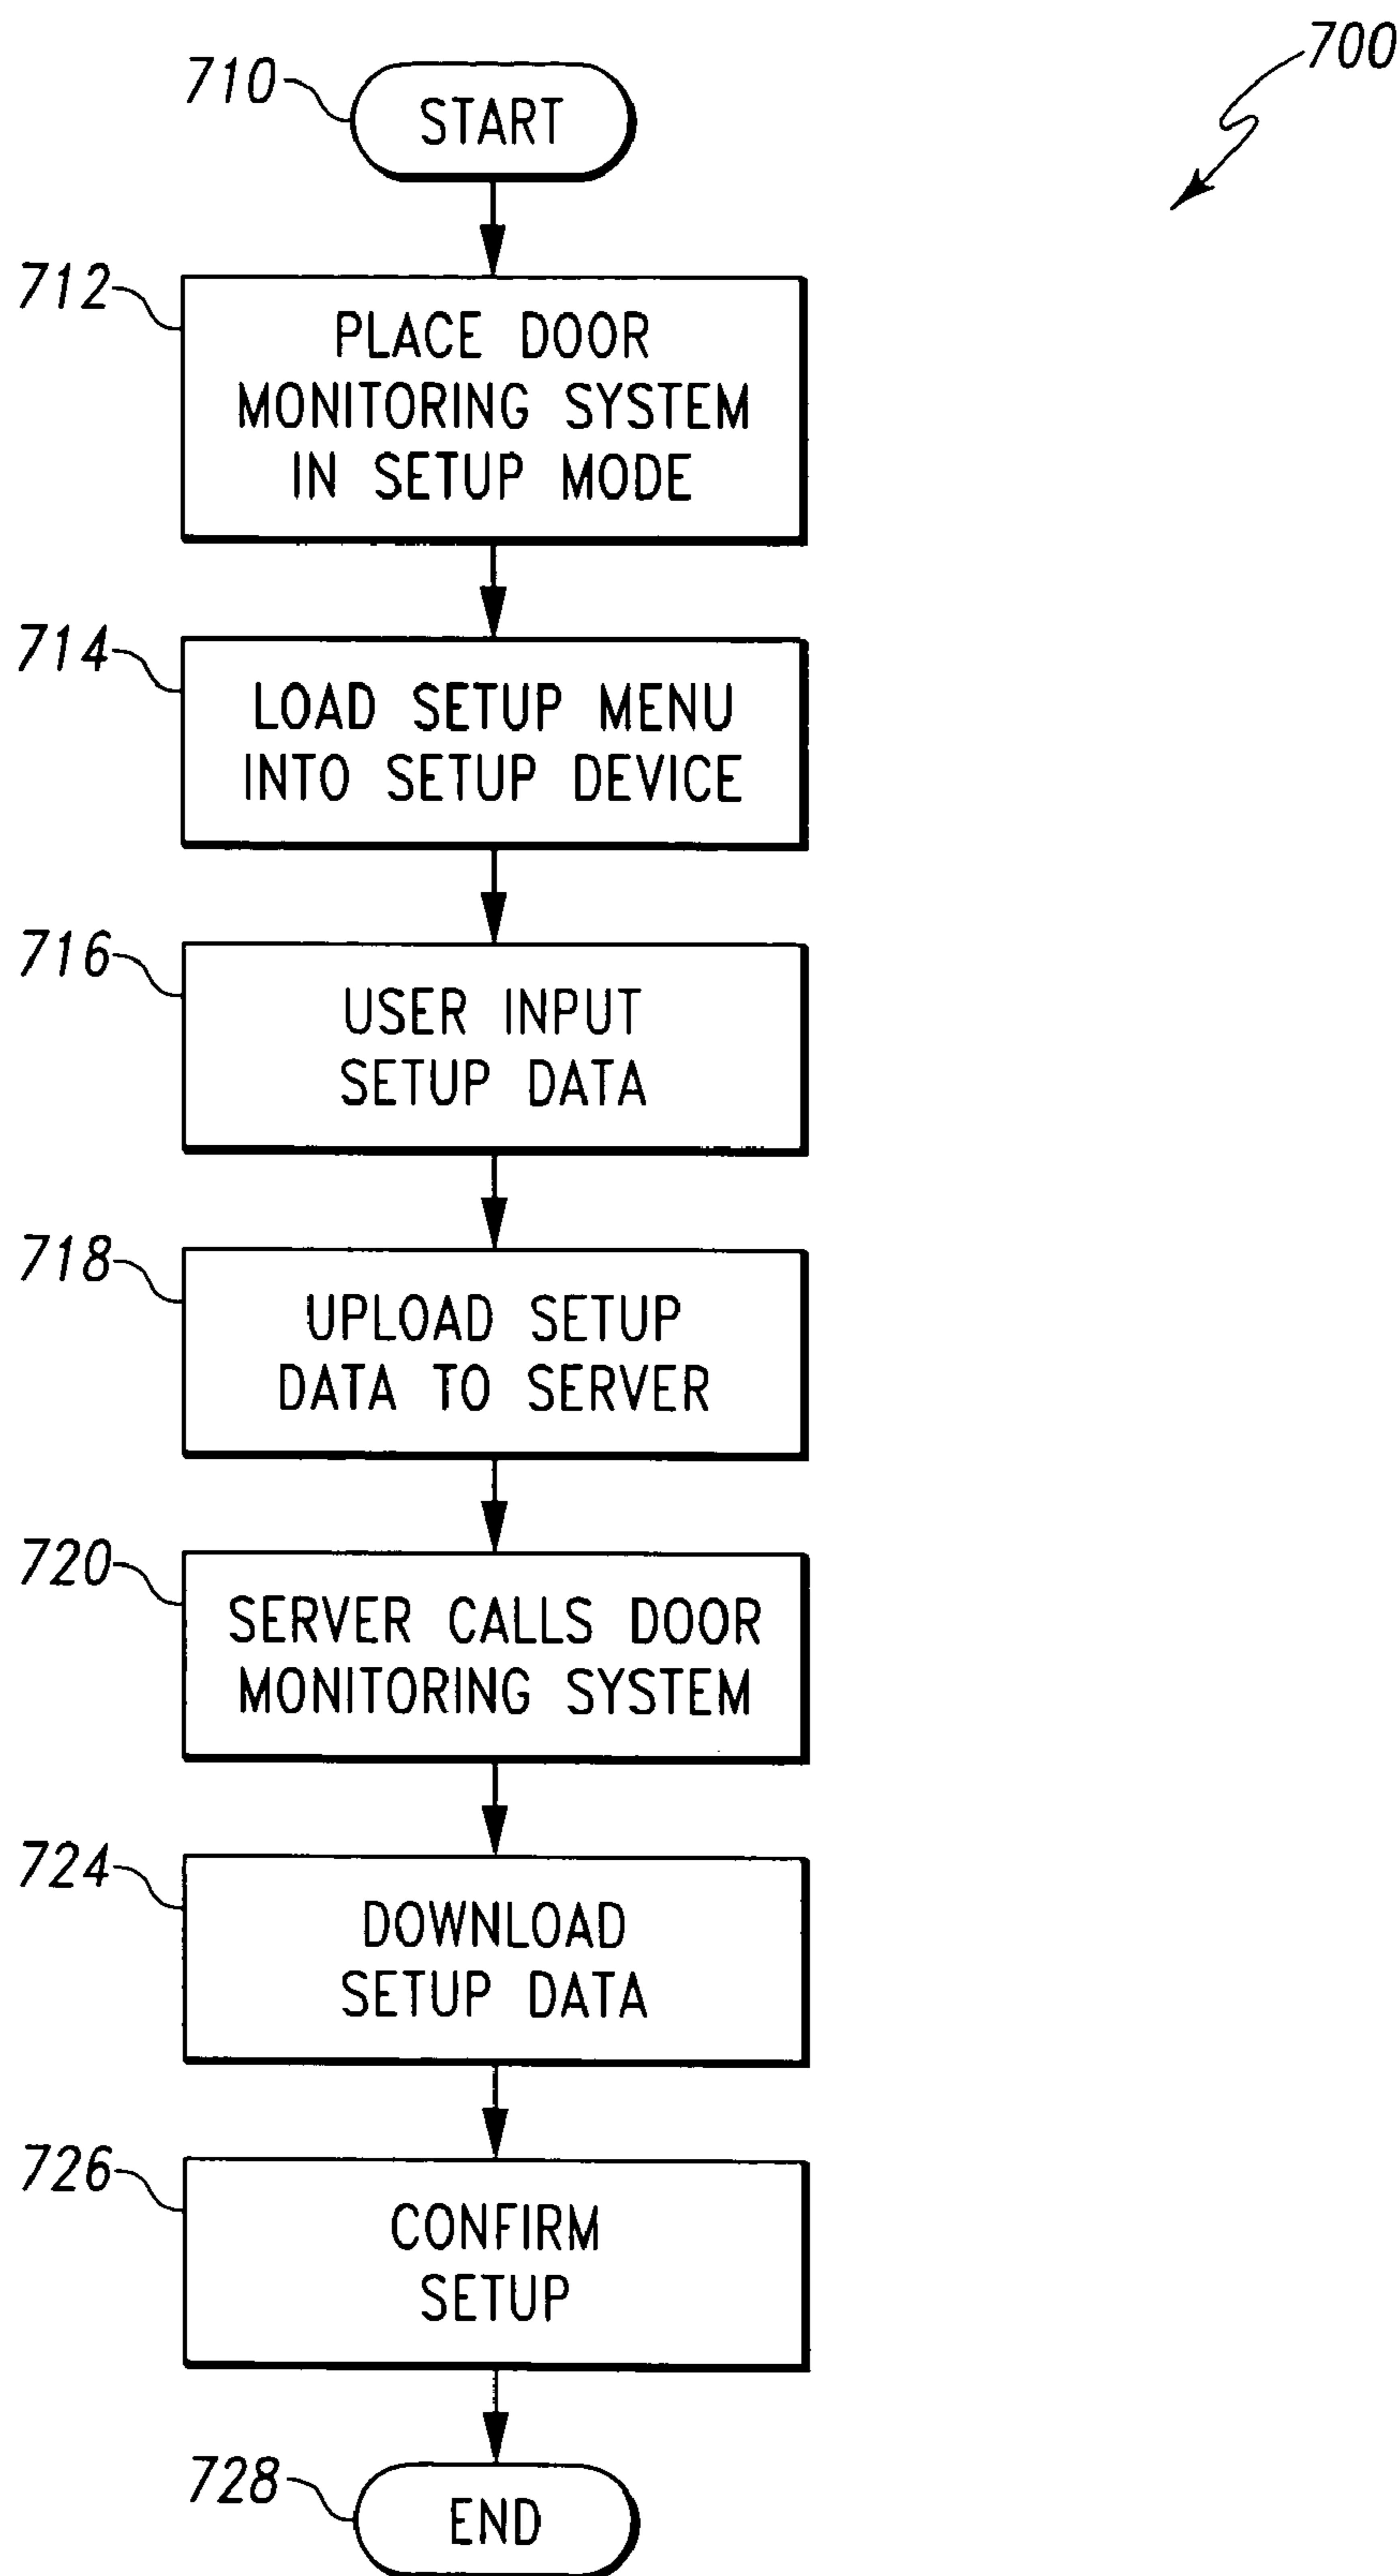 700
710
START
712
PLACE DOOR
MONITORING SYSTEM
IN SETUP MODE
714
LOAD SETUP MENU
INTO SETUP DEVICE
716
USER INPUT
SETUP DATA
718
UPLOAD SETUP
DATA TO SERVER
720
SERVER CALLS DOOR
MONITORING SYSTEM
724
DOWNLOAD
SETUP DATA
726
CONFIRM
SETUP
728
END